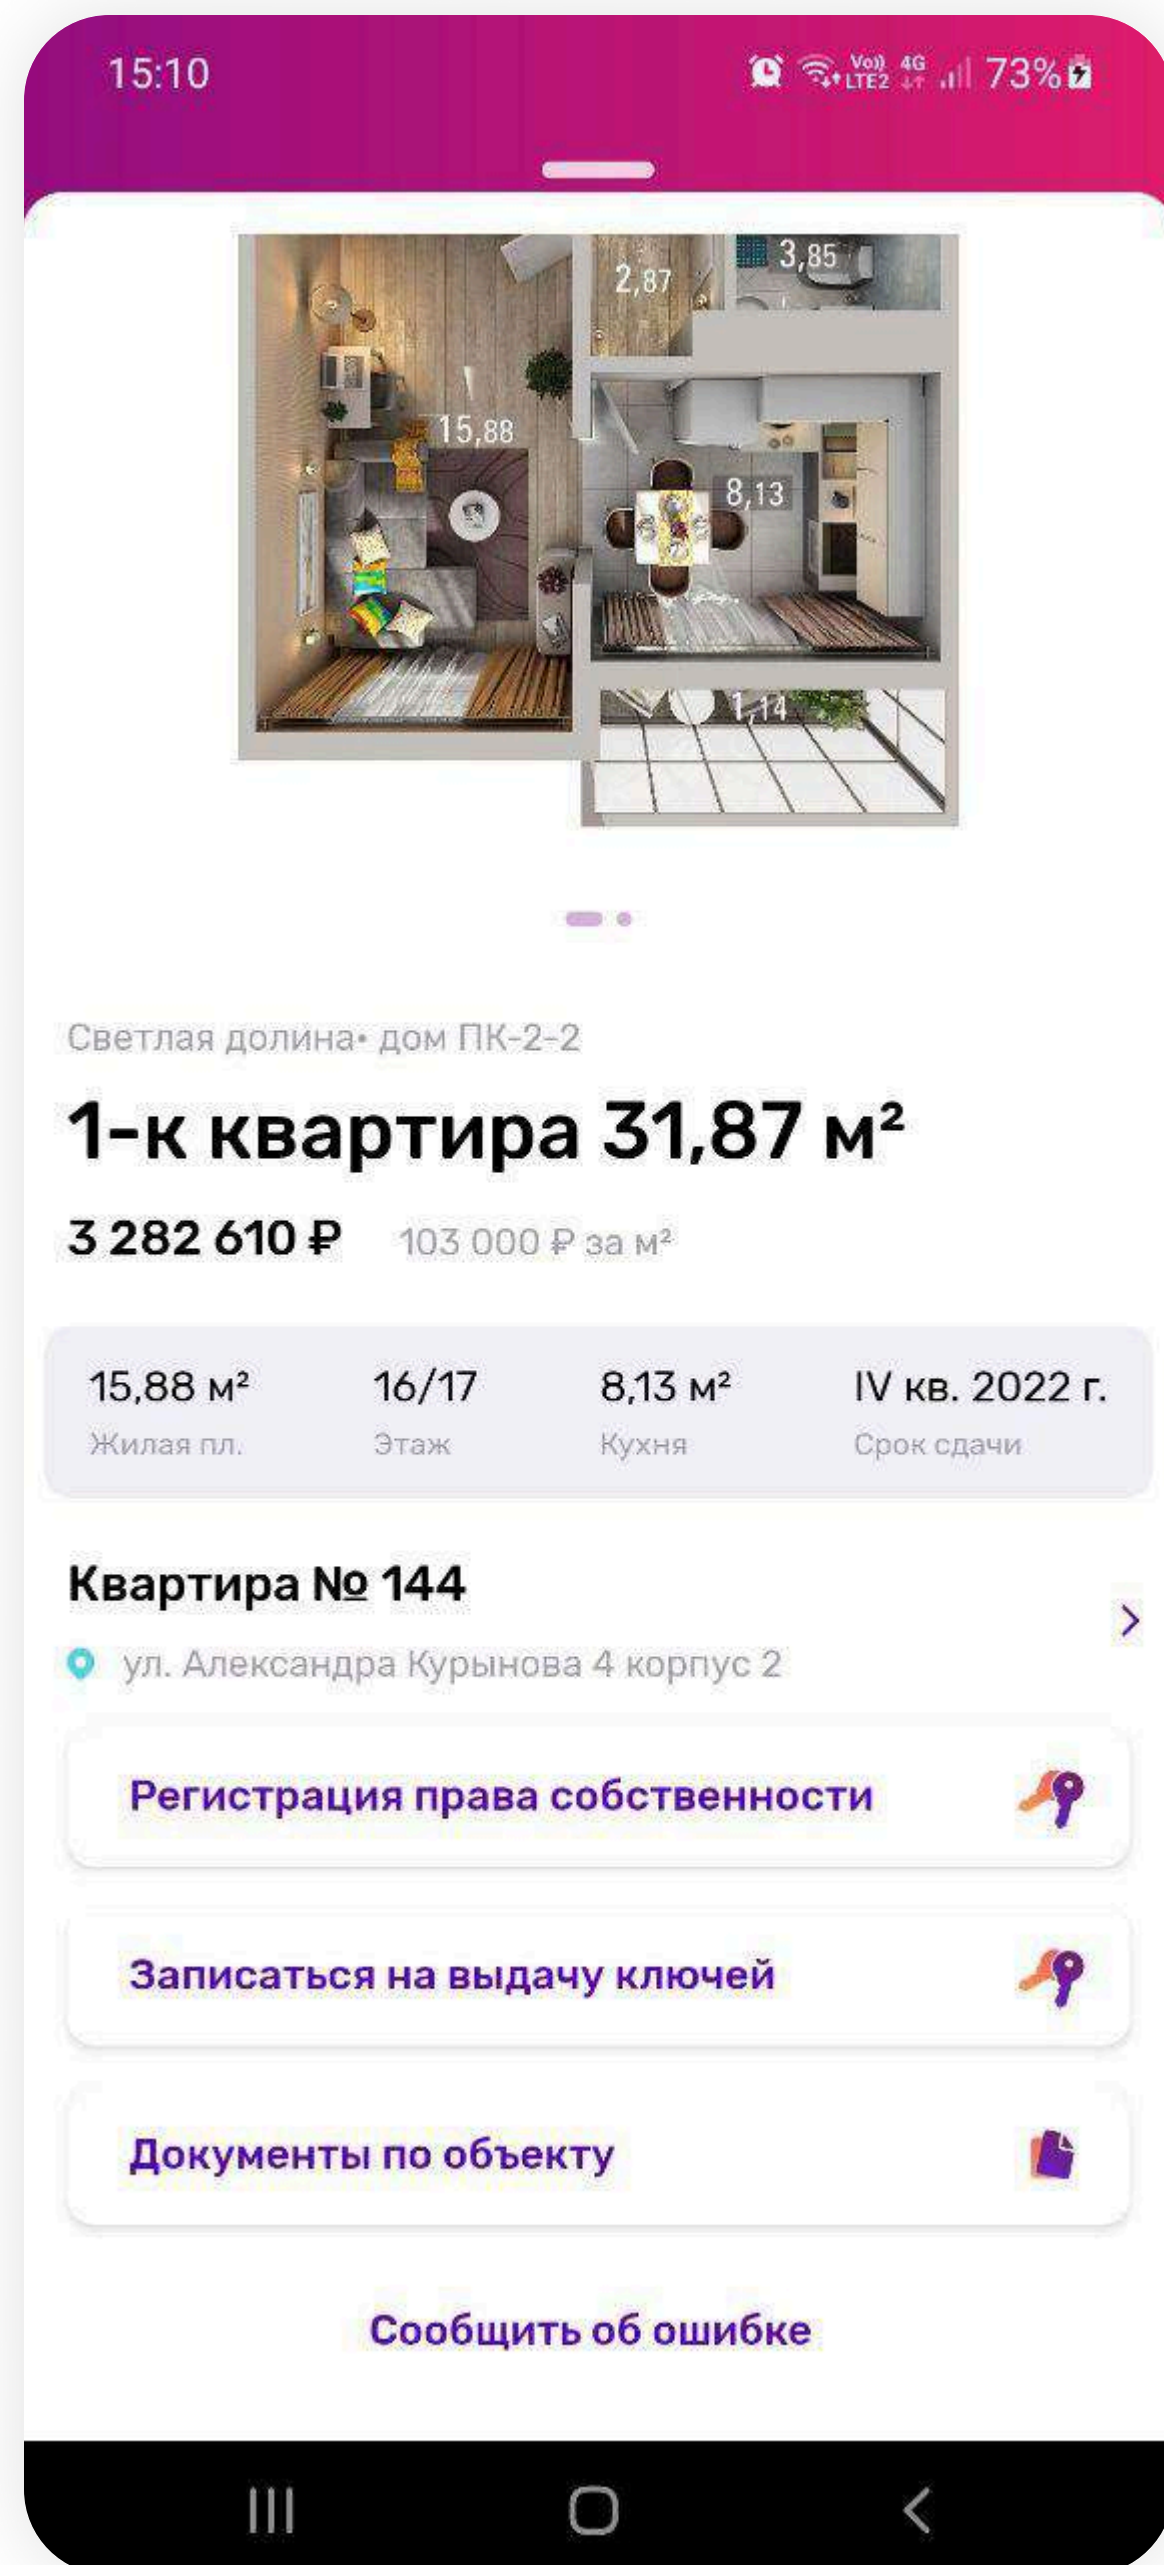 15:10
Vo)) LTE2 4G 73%
3,85
2,87
15,88
8,13
1,14
Светлая долина• дом ПК-2-2
1-к квартира 31,87 м²
3 282 610 ₽ 103 000 ₽ за м²
15,88 м² 16/17 8,13 м² IV кв. 2022 г.
Жилая пл. Этаж Кухня Срок сдачи
Квартира № 144
ул. Александра Курынова 4 корпус 2
Регистрация права собственности
Записаться на выдачу ключей
Документы по объекту
Сообщить об ошибке